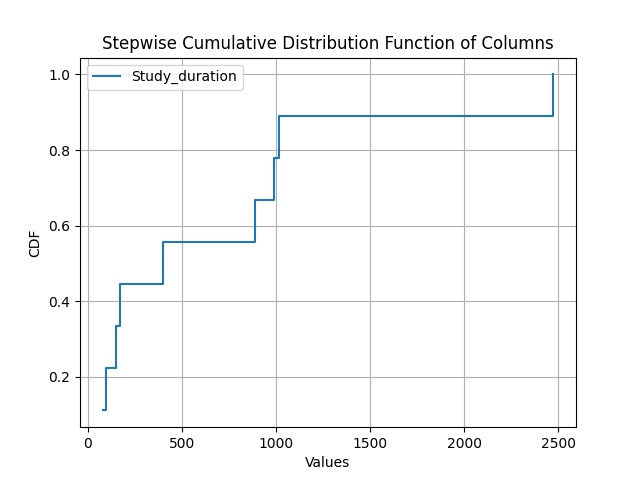 Stepwise Cumulative Distribution Function of Columns
Study_duration
1.0
0.8
0.6
0.4
0.2
CDF
0 500 1000 1500 2000 2500
Values